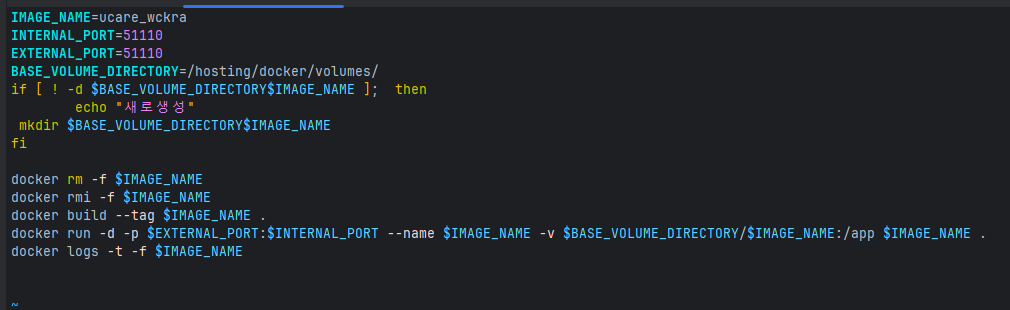 IMAGE_NAME=ucare_wckra
INTERNAL_PORT=51110
EXTERNAL_PORT=51110
BASE_VOLUME_DIRECTORY=/hosting/docker/volumes/
if [ ! -d $BASE_VOLUME_DIRECTORY$IMAGE_NAME ];  then
        echo "새로생성"
 mkdir $BASE_VOLUME_DIRECTORY$IMAGE_NAME
fi
docker rm -f $IMAGE_NAME
docker rmi -f $IMAGE_NAME
docker build --tag $IMAGE_NAME .
docker run -d -p $EXTERNAL_PORT:$INTERNAL_PORT --name $IMAGE_NAME -v $BASE_VOLUME_DIRECTORY/$IMAGE_NAME:/app $IMAGE_NAME .
docker logs -t -f $IMAGE_NAME
~